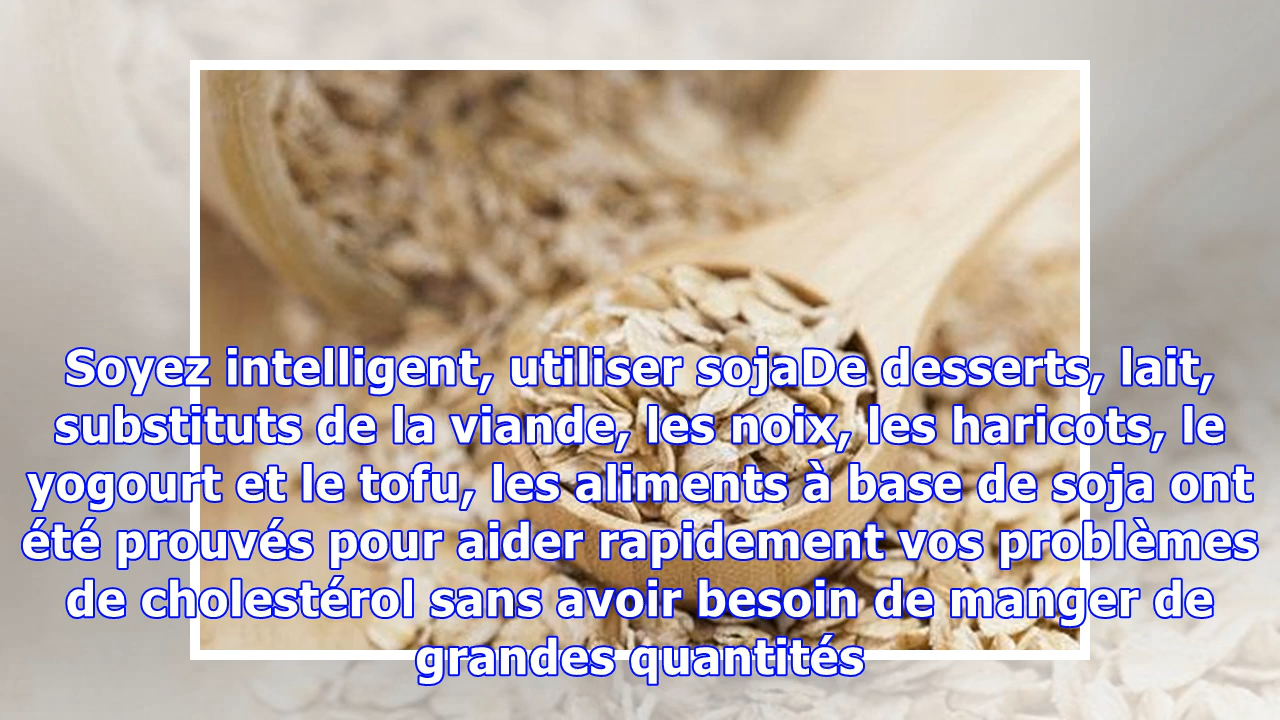 Soyez intelligent, utiliser sojaDe desserts, lait,
substituts de la viande, les noix, les haricots, le
yogourt et le tofu, les aliments à base de soja ont
été prouvés pour aider rapidement vos problèmes
de cholestérol sans avoir besoin de manger de
grandes quantités